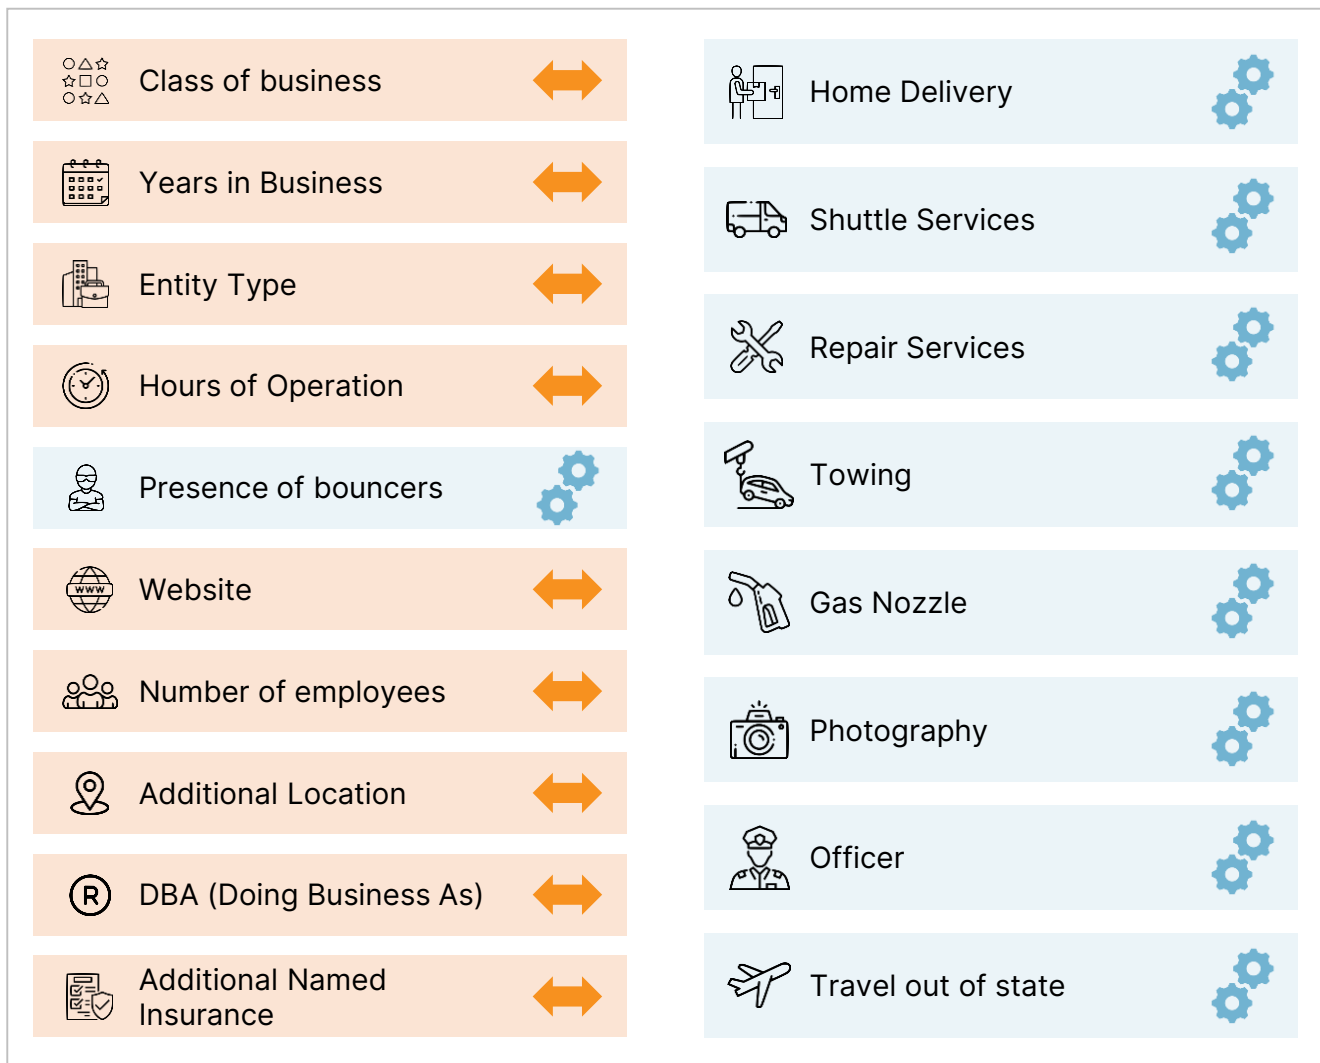 Class of business
Years in Business
Entity Type
Hours of Operation
Presence of bouncers
www
Website
Number of employees
Additional Location
R
DBA (Doing Business As)
Additional Named
Insurance
Home Delivery
Shuttle Services
Repair Services
Towing
Gas Nozzle
Photography
Officer
Travel out of state